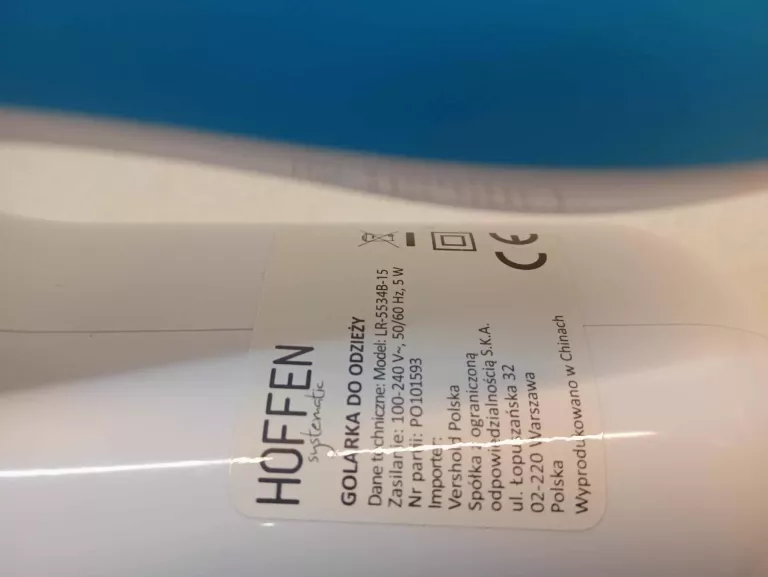 HOFFEN
systematic
GOLARKA DO ODZIEŻY
Dane techniczne: Model: LR-5534B-15
Zasilanie: 100-240 V~, 50/60 Hz, 5 W
Nr partii: PO101593
Importer:
Vershold Polska
Spółka z ograniczoną
odpowiedzialnością S.K.A.
ul. Łopuszańska 32
02-220 Warszawa
Polska
Wyprodukowano w Chinach
CE